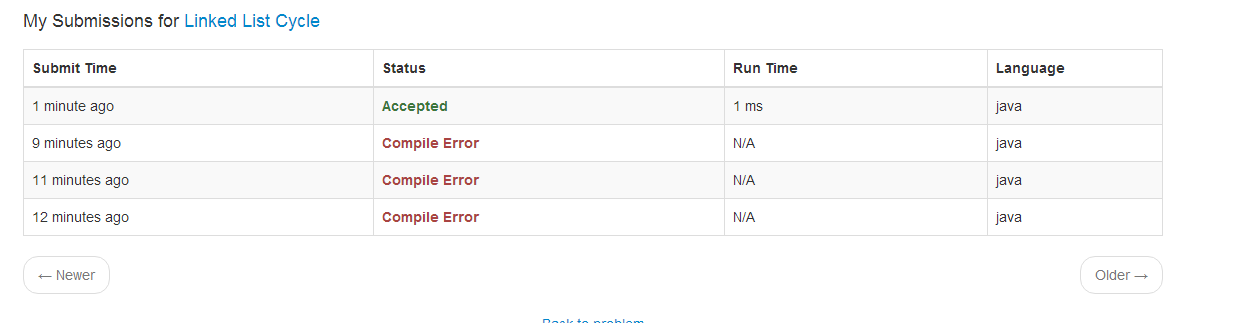 My Submissions for Linked List Cycle
Submit Time Status Run Time Language
1 minute ago Accepted 1 ms java
9 minutes ago Compile Error N/A java
11 minutes ago Compile Error N/A java
12 minutes ago Compile Error N/A java
← Newer Older →
Back to problem